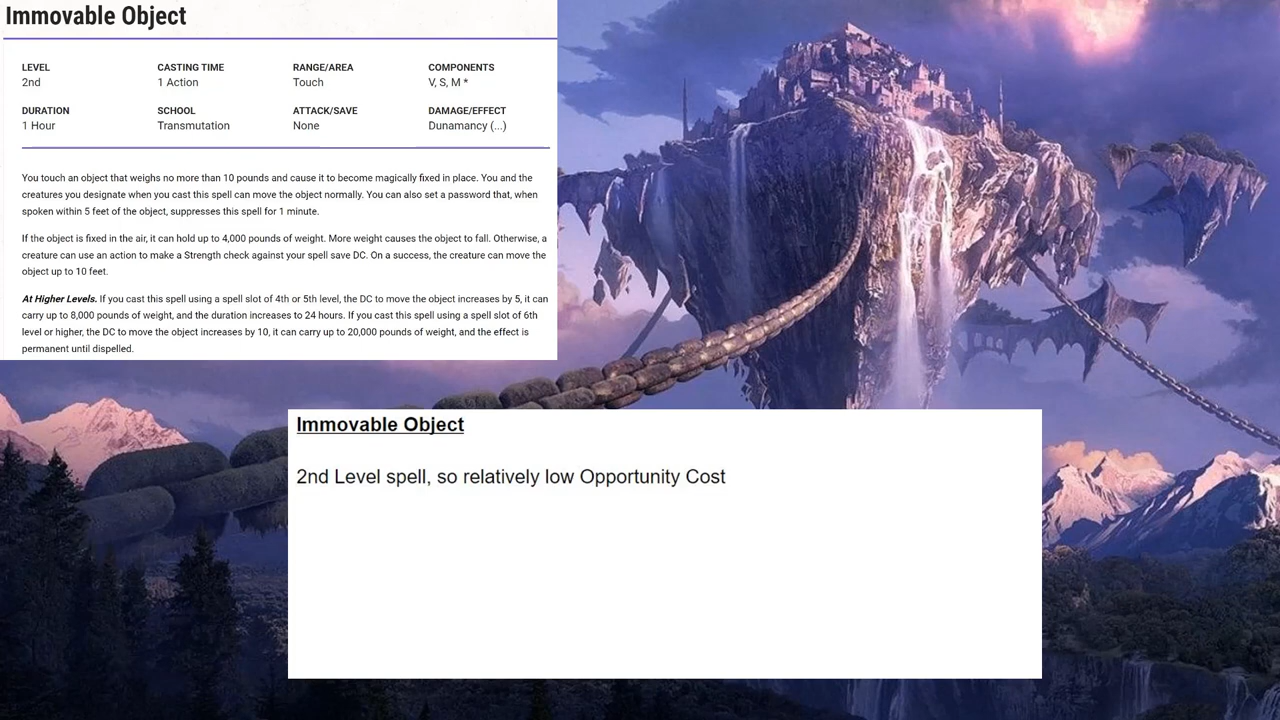 Immovable Object
LEVEL CASTING TIME RANGE/AREA COMPONENTS
2nd 1 Action Touch V, S, M *
DURATION SCHOOL ATTACK/SAVE DAMAGE/EFFECT
1 Hour Transmutation None Dunamancy (...)
You touch an object that weighs no more than 10 pounds and cause it to become magically fixed in place. You and the
creatures you designate when you cast this spell can move the object normally. You can also set a password that, when
spoken within 5 feet of the object, suppresses this spell for 1 minute.
If the object is fixed in the air, it can hold up to 4,000 pounds of weight. More weight causes the object to fall. Otherwise, a
creature can use an action to make a Strength check against your spell save DC. On a success, the creature can move the
object up to 10 feet.
At Higher Levels. If you cast this spell using a spell slot of 4th or 5th level, the DC to move the object increases by 5, it can
carry up to 8,000 pounds of weight, and the duration increases to 24 hours. If you cast this spell using a spell slot of 6th
level or higher, the DC to move the object increases by 10, it can carry up to 20,000 pounds of weight, and the effect is
permanent until dispelled.
Immovable Object
2nd Level spell, so relatively low Opportunity Cost